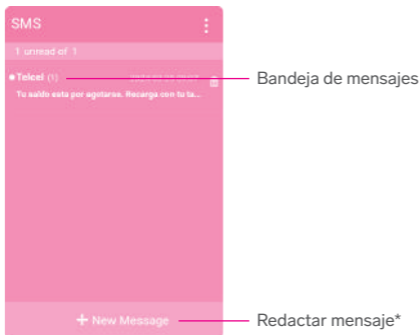 SMS
1 unread of 1
Telcel (1)
Bandeja de mensajes
Tu saldo esta por agotarse. Recarga con tu ta...
+ New Message
Redactar mensaje*